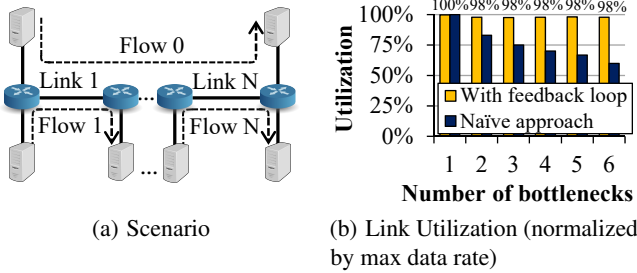 Flow 0
Link 1
Link N
Flow 1
Flow N
...
...
(a) Scenario
100% 98% 98% 98% 98% 98%
100%
75%
50%
25%
0%
Utilization
With feedback loop
Naïve approach
1 2 3 4 5 6
Number of bottlenecks
(b) Link Utilization (normalized
by max data rate)